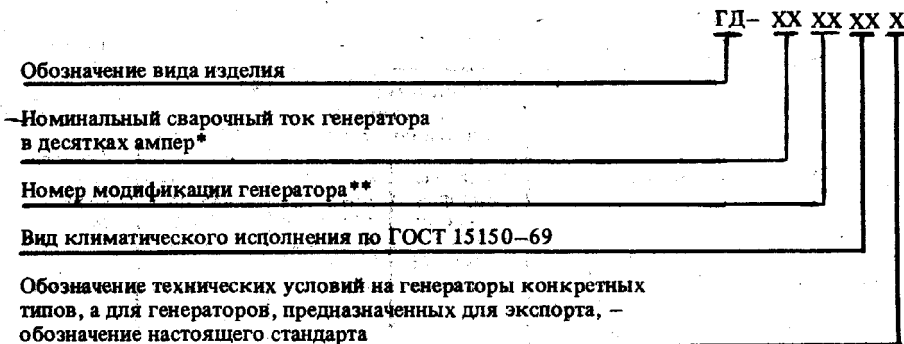 ГД– XX XX XX X
Обозначение вида изделия
Номинальный сварочный ток генератора
в десятках ампер*
Номер модификации генератора**
Вид климатического исполнения по ГОСТ 15150–69
Обозначение технических условий на генераторы конкретных
типов, а для генераторов, предназначенных для экспорта, –
обозначение настоящего стандарта